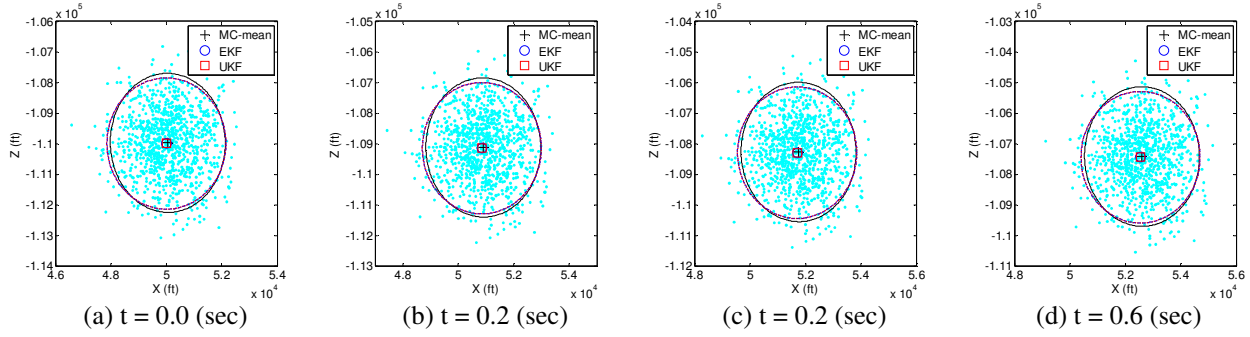 x 10^5
-1.06
-1.07
-1.08
-1.09
-1.1
-1.11
-1.12
-1.13
-1.14
Z (ft)
MC-mean
EKF
UKF
4.6 4.8 5 5.2 5.4
X (ft)
x 10^4
(a) t = 0.0 (sec)
x 10^5
-1.05
-1.06
-1.07
-1.08
-1.09
-1.1
-1.11
-1.12
-1.13
Z (ft)
MC-mean
EKF
UKF
4.8 5 5.2 5.4
X (ft)
x 10^4
(b) t = 0.2 (sec)
x 10^5
-1.04
-1.05
-1.06
-1.07
-1.08
-1.09
-1.1
-1.11
-1.12
Z (ft)
MC-mean
EKF
UKF
4.8 5 5.2 5.4 5.6
X (ft)
x 10^4
(c) t = 0.2 (sec)
x 10^5
-1.03
-1.04
-1.05
-1.06
-1.07
-1.08
-1.09
-1.1
-1.11
Z (ft)
MC-mean
EKF
UKF
4.8 5 5.2 5.4 5.6
X (ft)
x 10^4
(d) t = 0.6 (sec)